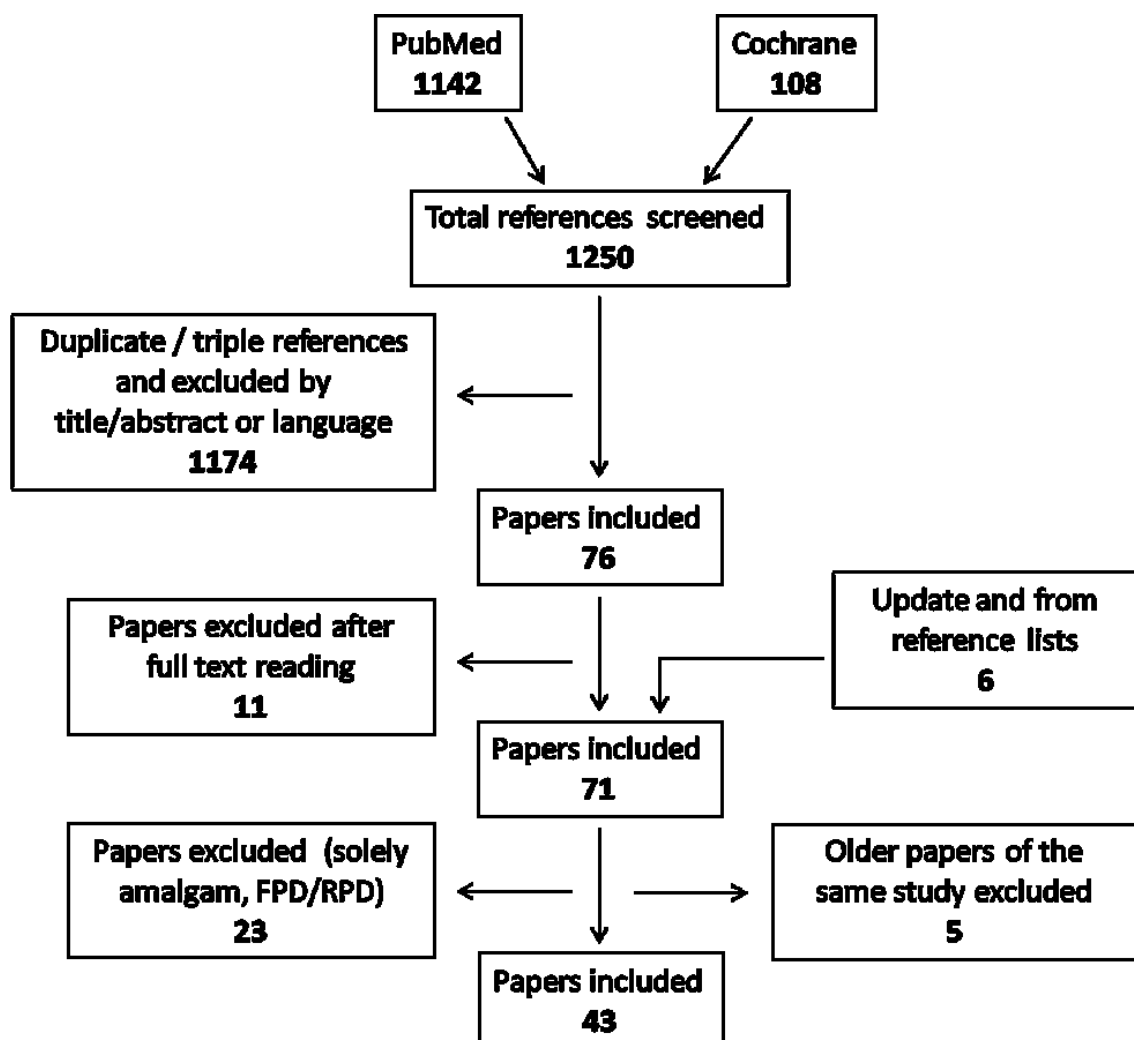 PubMed
1142
Cochrane
108
Total references screened
1250
Duplicate / triple references
and excluded by
title/abstract or language
1174
Papers included
76
Update and from
reference lists
6
Papers excluded after
full text reading
11
Papers included
71
Papers excluded (solely
amalgam, FPD/RPD)
23
Older papers of the
same study excluded
5
Papers included
43